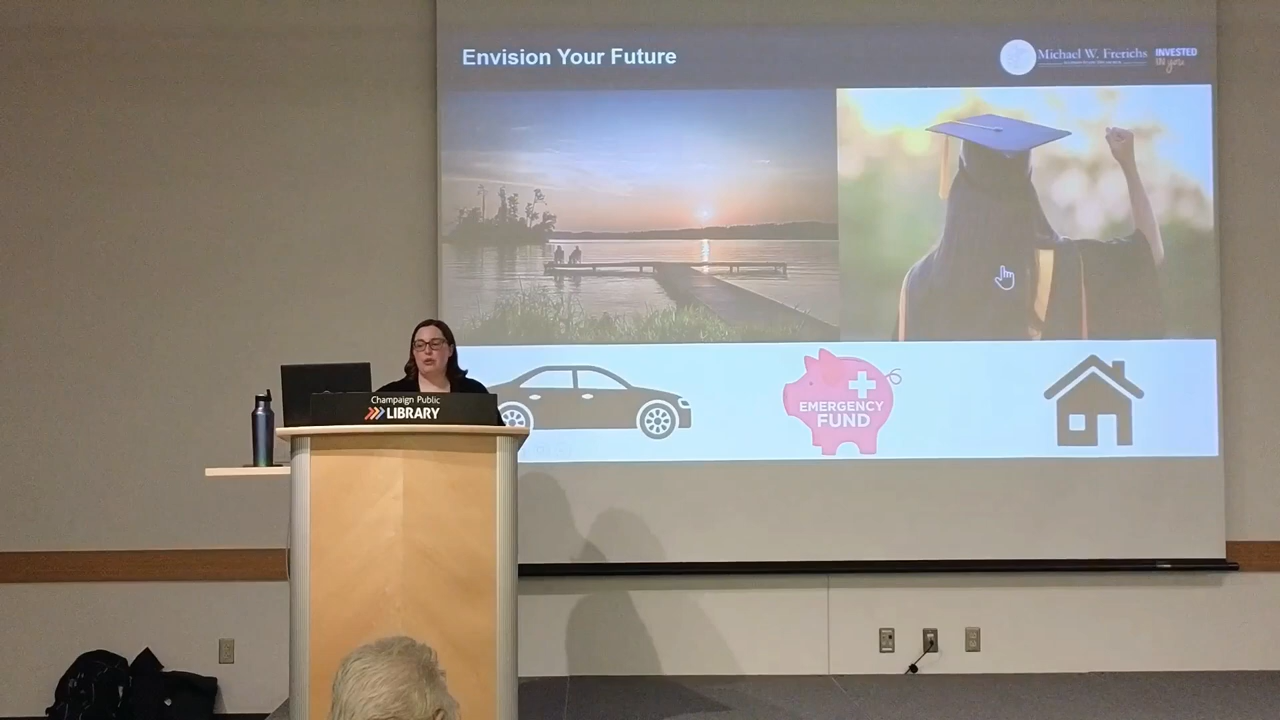 Envision Your Future
Michael W. Frerichs
INVESTED
IN you
EMERGENCY
FUND
Champaign Public
LIBRARY